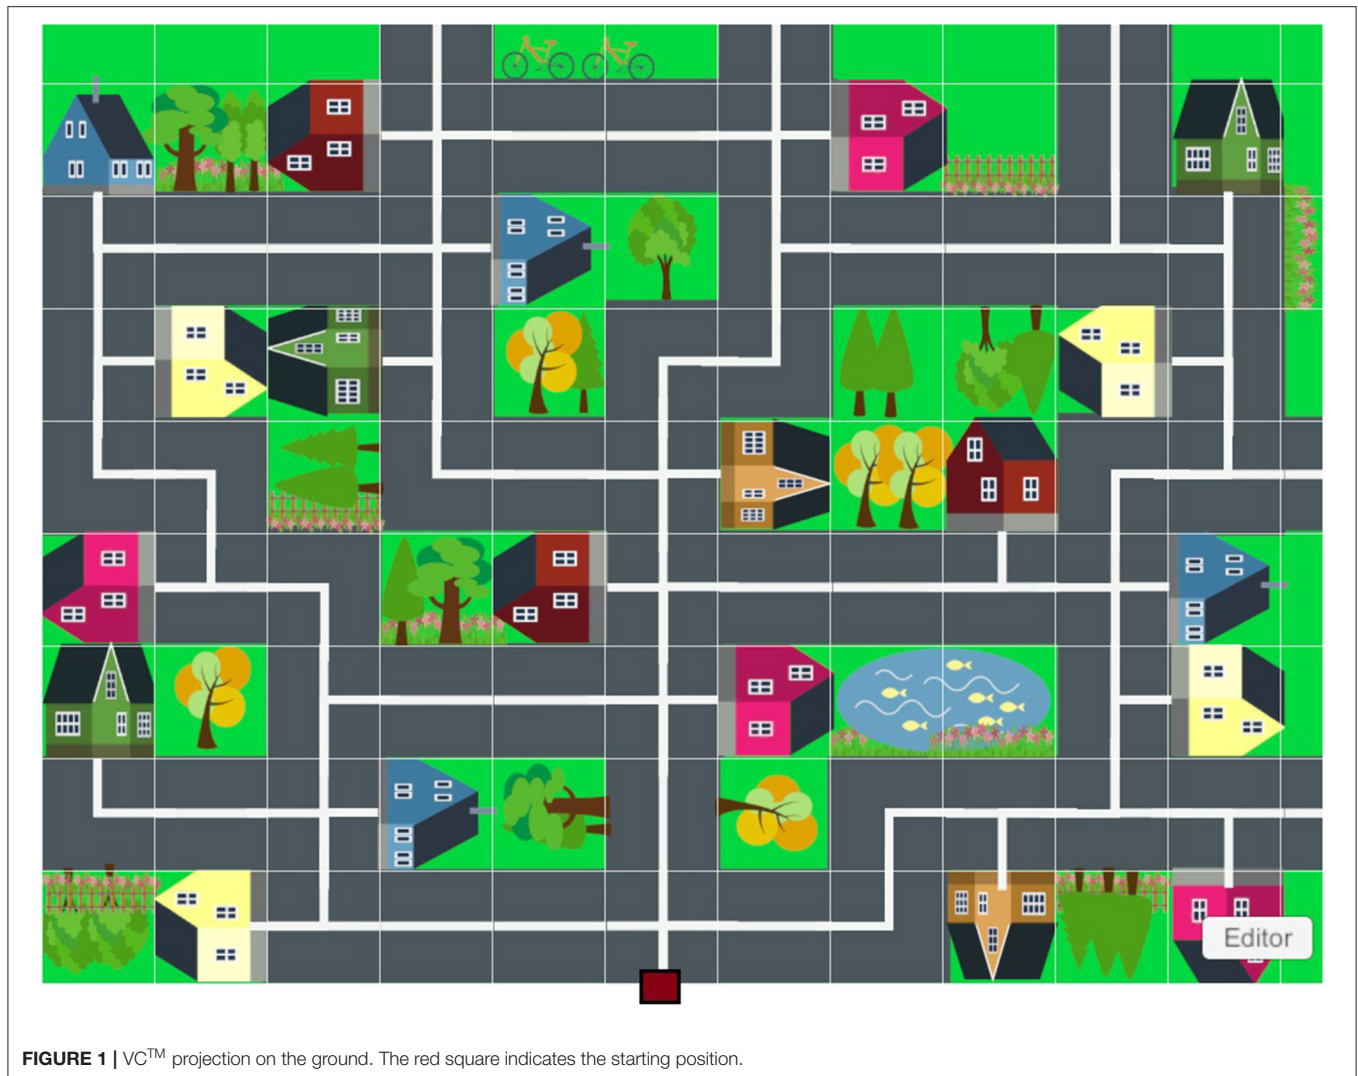 Editor
FIGURE 1 | VC™ projection on the ground. The red square indicates the starting position.